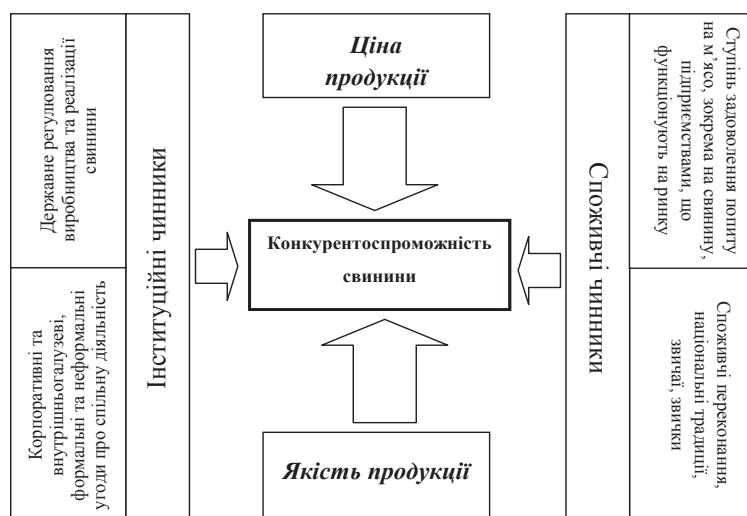 Державне регулювання
виробництва та реалізації
свинини
Корпоративні та
внутрішньогалузеві,
формальні та неформальні
угоди про спільну діяльність
Інституційні чинники
Ціна
продукції
Конкурентоспроможність
свинини
Якість продукції
Споживчі чинники
Ступінь задоволення попиту
на м’ясо, зокрема на свинину,
підприємствами, що
функціонують на ринку
Споживчі переконання,
національні традиції,
звичаї, звички